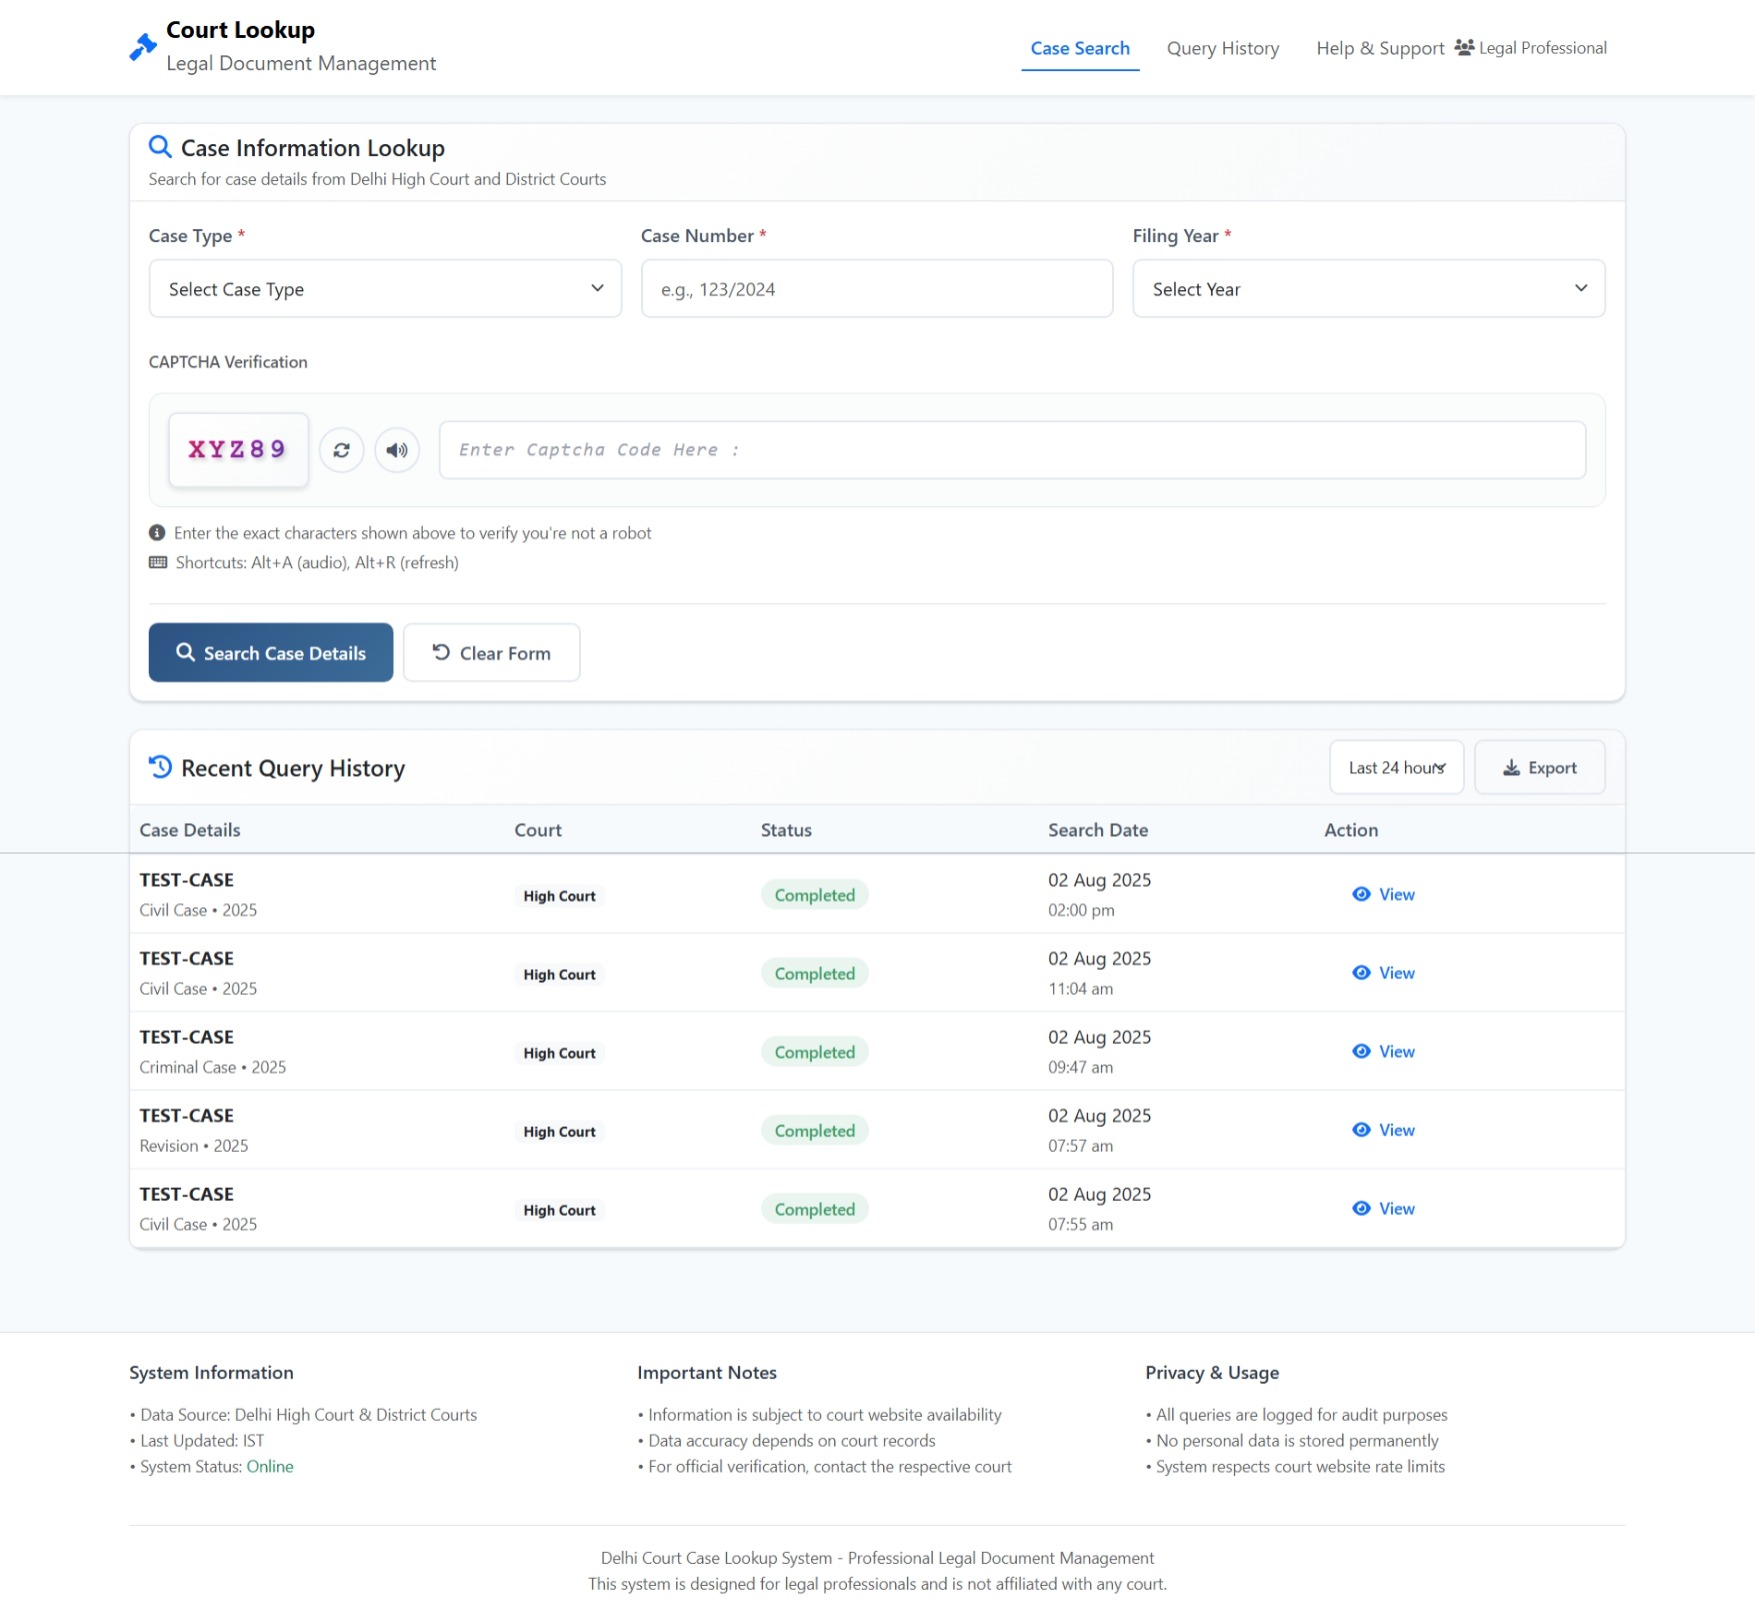 Court Lookup
Legal Document Management
Case Search
Query History
Help & Support
Legal Professional
Case Information Lookup
Search for case details from Delhi High Court and District Courts
Case Type *
Case Number *
Filing Year *
Select Case Type
e.g., 123/2024
Select Year
CAPTCHA Verification
XYZ89
Enter Captcha Code Here :
Enter the exact characters shown above to verify you're not a robot
Shortcuts: Alt+A (audio), Alt+R (refresh)
Search Case Details
Clear Form
Recent Query History
Last 24 hours
Export
Case Details Court Status Search Date Action
TEST-CASE
Civil Case • 2025
High Court
Completed
02 Aug 2025
02:00 pm
View
TEST-CASE
Civil Case • 2025
High Court
Completed
02 Aug 2025
11:04 am
View
TEST-CASE
Criminal Case • 2025
High Court
Completed
02 Aug 2025
09:47 am
View
TEST-CASE
Revision • 2025
High Court
Completed
02 Aug 2025
07:57 am
View
TEST-CASE
Civil Case • 2025
High Court
Completed
02 Aug 2025
07:55 am
View
System Information
• Data Source: Delhi High Court & District Courts
• Last Updated: IST
• System Status: Online
Important Notes
• Information is subject to court website availability
• Data accuracy depends on court records
• For official verification, contact the respective court
Privacy & Usage
• All queries are logged for audit purposes
• No personal data is stored permanently
• System respects court website rate limits
Delhi Court Case Lookup System - Professional Legal Document Management
This system is designed for legal professionals and is not affiliated with any court.